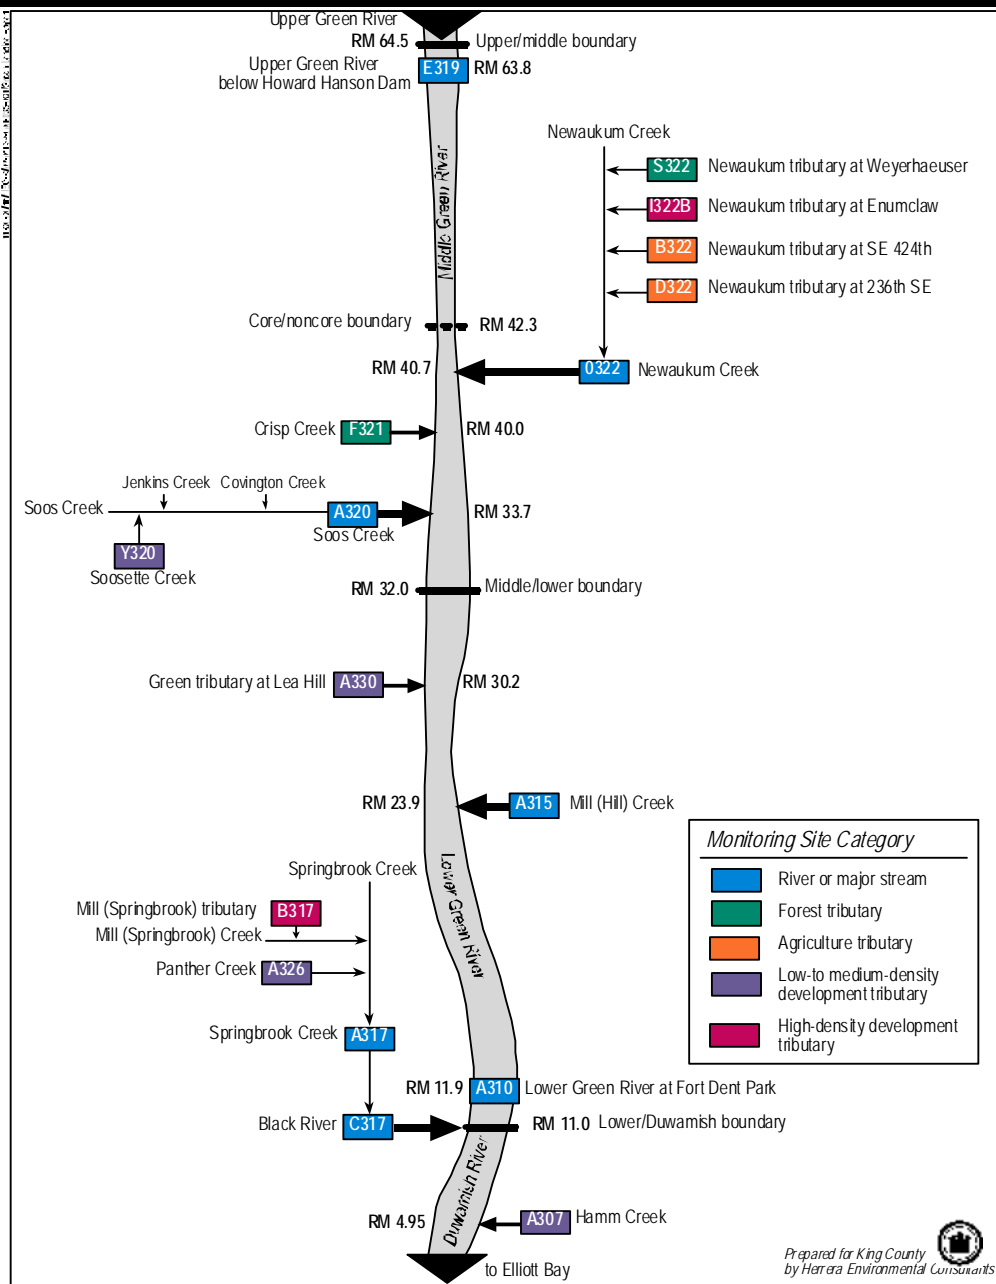 Upper Green River
RM 64.5
Upper/middle boundary
Upper Green River
below Howard Hanson Dam
E319
RM 63.8
Middle Green River
Newaukum Creek
S322
Newaukum tributary at Weyerhaeuser
I322B
Newaukum tributary at Enumclaw
B322
Newaukum tributary at SE 424th
D322
Newaukum tributary at 236th SE
Core/noncore boundary
RM 42.3
RM 40.7
0322
Newaukum Creek
Crisp Creek
F321
RM 40.0
Jenkins Creek
Covington Creek
Soos Creek
A320
Soos Creek
RM 33.7
Y320
Soosette Creek
RM 32.0
Middle/lower boundary
Green tributary at Lea Hill
A330
RM 30.2
RM 23.9
A315
Mill (Hill) Creek
Lower Green River
Springbrook Creek
Mill (Springbrook) tributary
B317
Mill (Springbrook) Creek
Panther Creek
A326
Springbrook Creek
A317
RM 11.9
A310
Lower Green River at Fort Dent Park
Black River
C317
RM 11.0
Lower/Duwamish boundary
Duwamish River
RM 4.95
A307
Hamm Creek
to Elliott Bay
Monitoring Site Category
River or major stream
Forest tributary
Agriculture tributary
Low-to medium-density
development tributary
High-density development
tributary
Prepared for King County
by Herrera Environmental Consultants